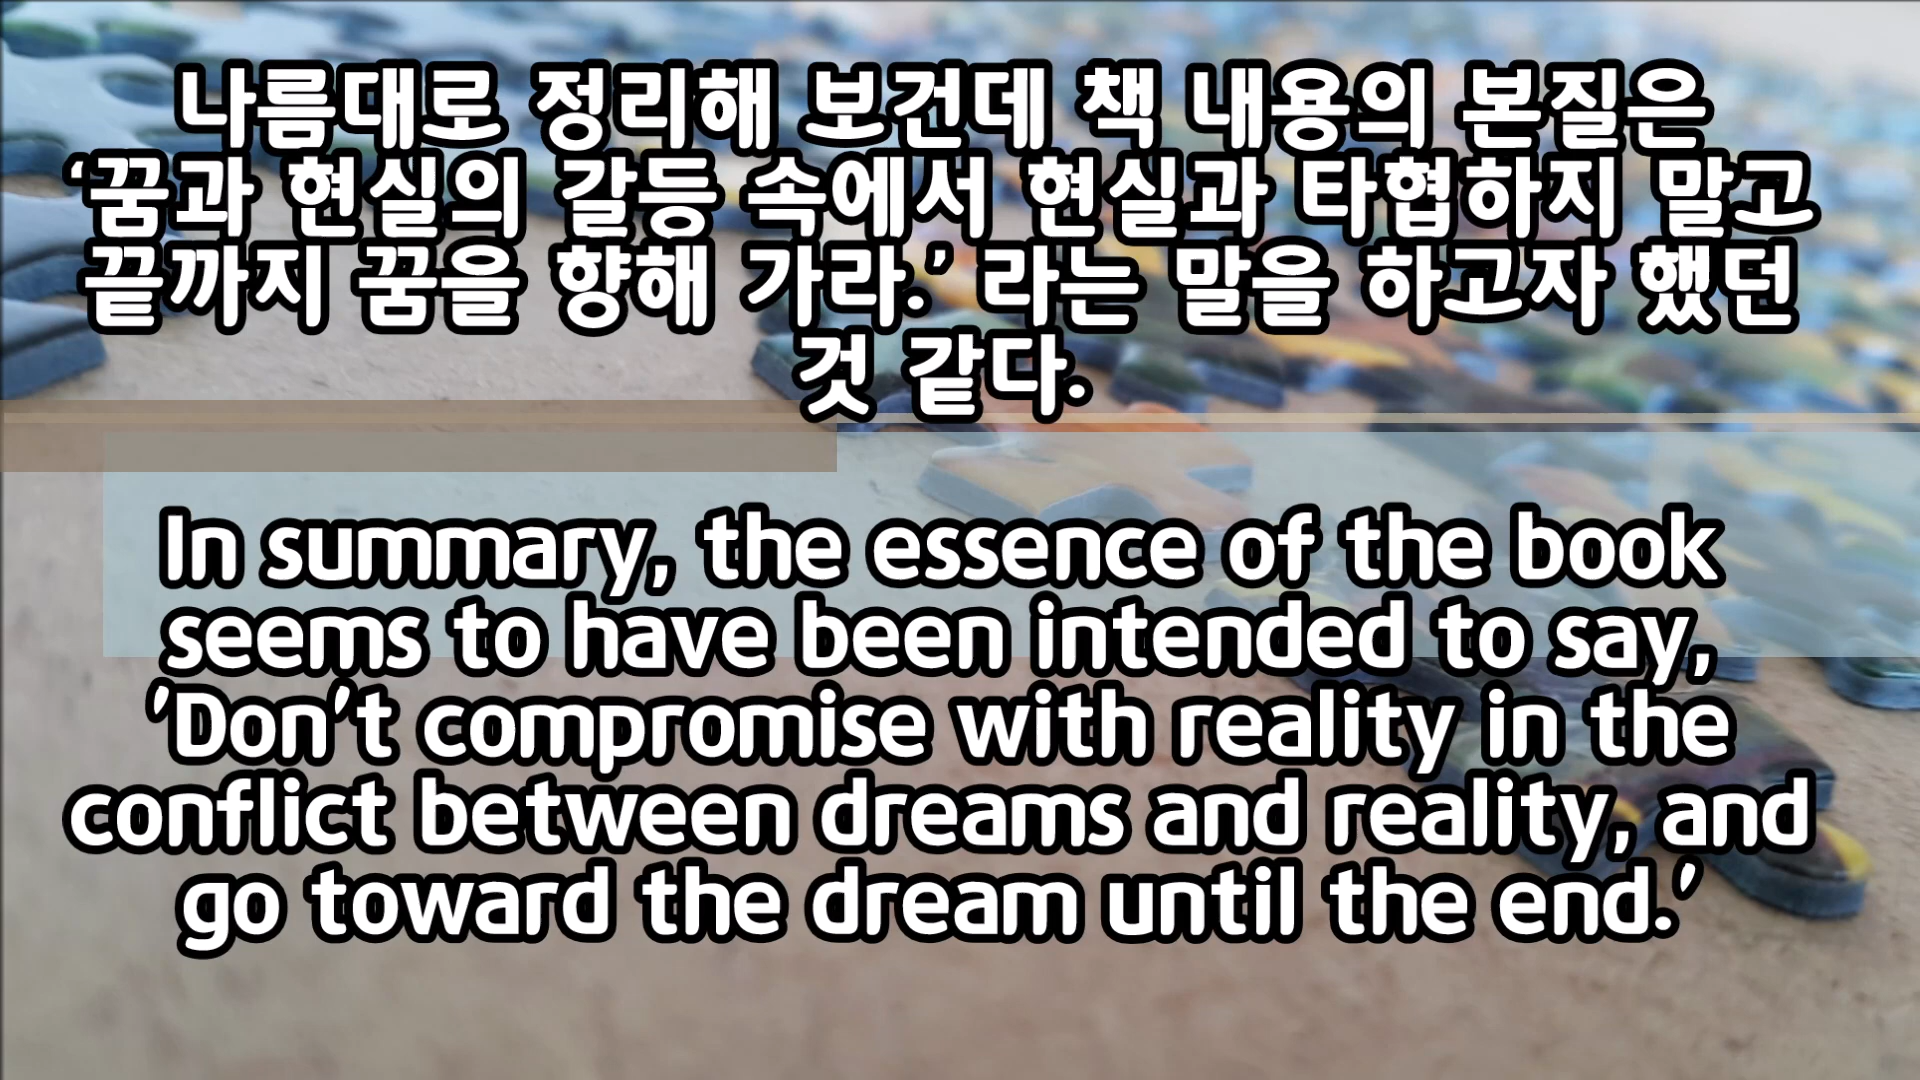 나름대로 정리해 보건데 책 내용의 본질은
‘꿈과 현실의 갈등 속에서 현실과 타협하지 말고
끝까지 꿈을 향해 가라.’ 라는 말을 하고자 했던
것 같다.
In summary, the essence of the book
seems to have been intended to say,
'Don't compromise with reality in the
conflict between dreams and reality, and
go toward the dream until the end.'